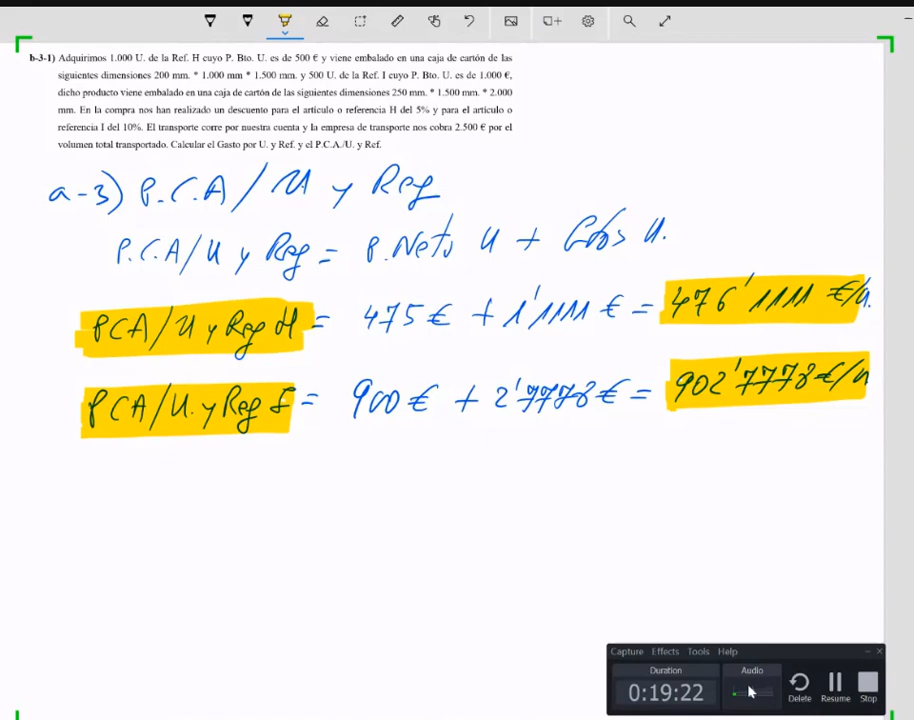 b-3-1) Adquirimos 1.000 U. de la Ref. H cuyo P. Bto. U. es de 500 € y viene embalado en una caja de cartón de las
siguientes dimensiones 200 mm. * 1.000 mm * 1.500 mm. y 500 U. de la Ref. I cuyo P. Bto. U. es de 1.000 €,
dicho producto viene embalado en una caja de cartón de las siguientes dimensiones 250 mm. * 1.500 mm. * 2.000
mm. En la compra nos han realizado un descuento para el artículo o referencia H del 5% y para el artículo o
referencia I del 10%. El transporte corre por nuestra cuenta y la empresa de transporte nos cobra 2.500 € por el
volumen total transportado. Calcular el Gasto por U. y Ref. y el P.C.A./U. y Ref.
a-3) P.C.A / U y Ref
P.C.A/U y Ref = P.Neto U + Gtos U.
PCA/U y Ref H = 475 € + 1'1111 € = 476'1111 €/u.
PCA/U. y Ref I = 900 € + 2'7778 € = 902'7778 €/u
Capture Effects Tools Help
Duration
Audio
0:19:22
Delete Resume Stop